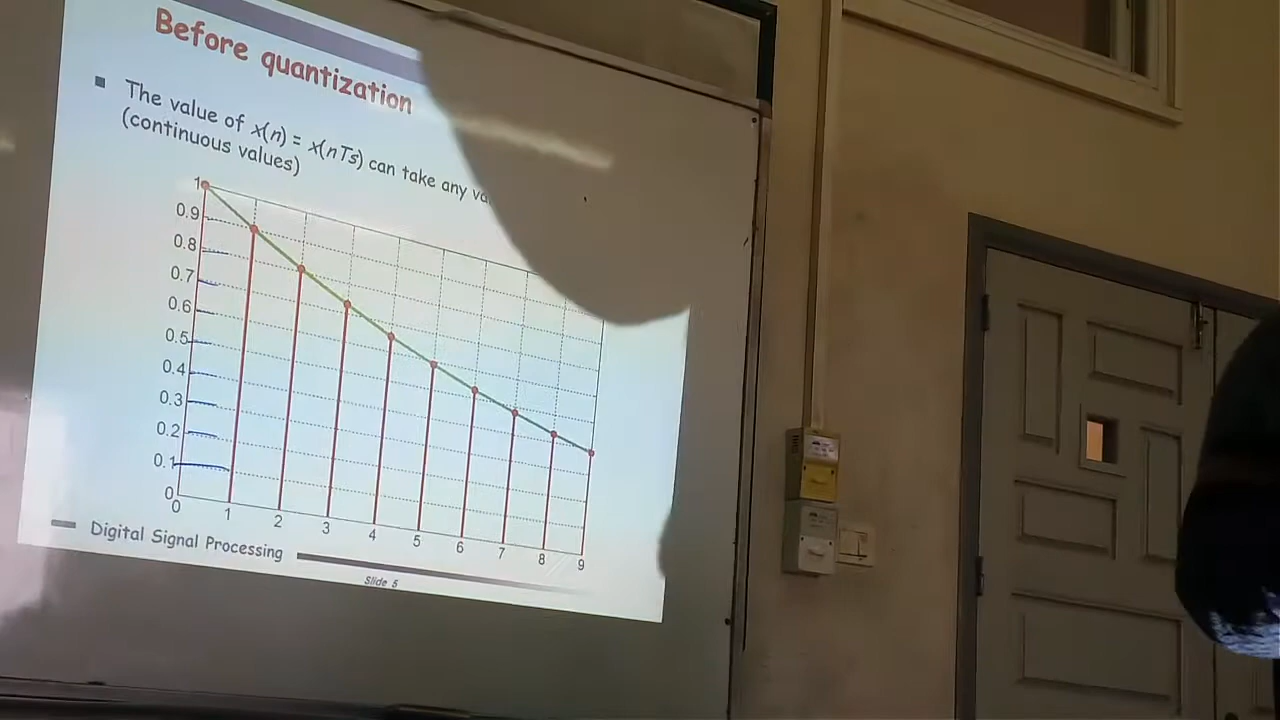 Before quantization
The value of x(n) = x(nTs) can take any
(continuous values)
1
0.9
0.8
0.7
0.6
0.5
0.4
0.3
0.2
0.1
0
0 1 2 3 4 5 6 7 8 9
Digital Signal Processing
Slide 5